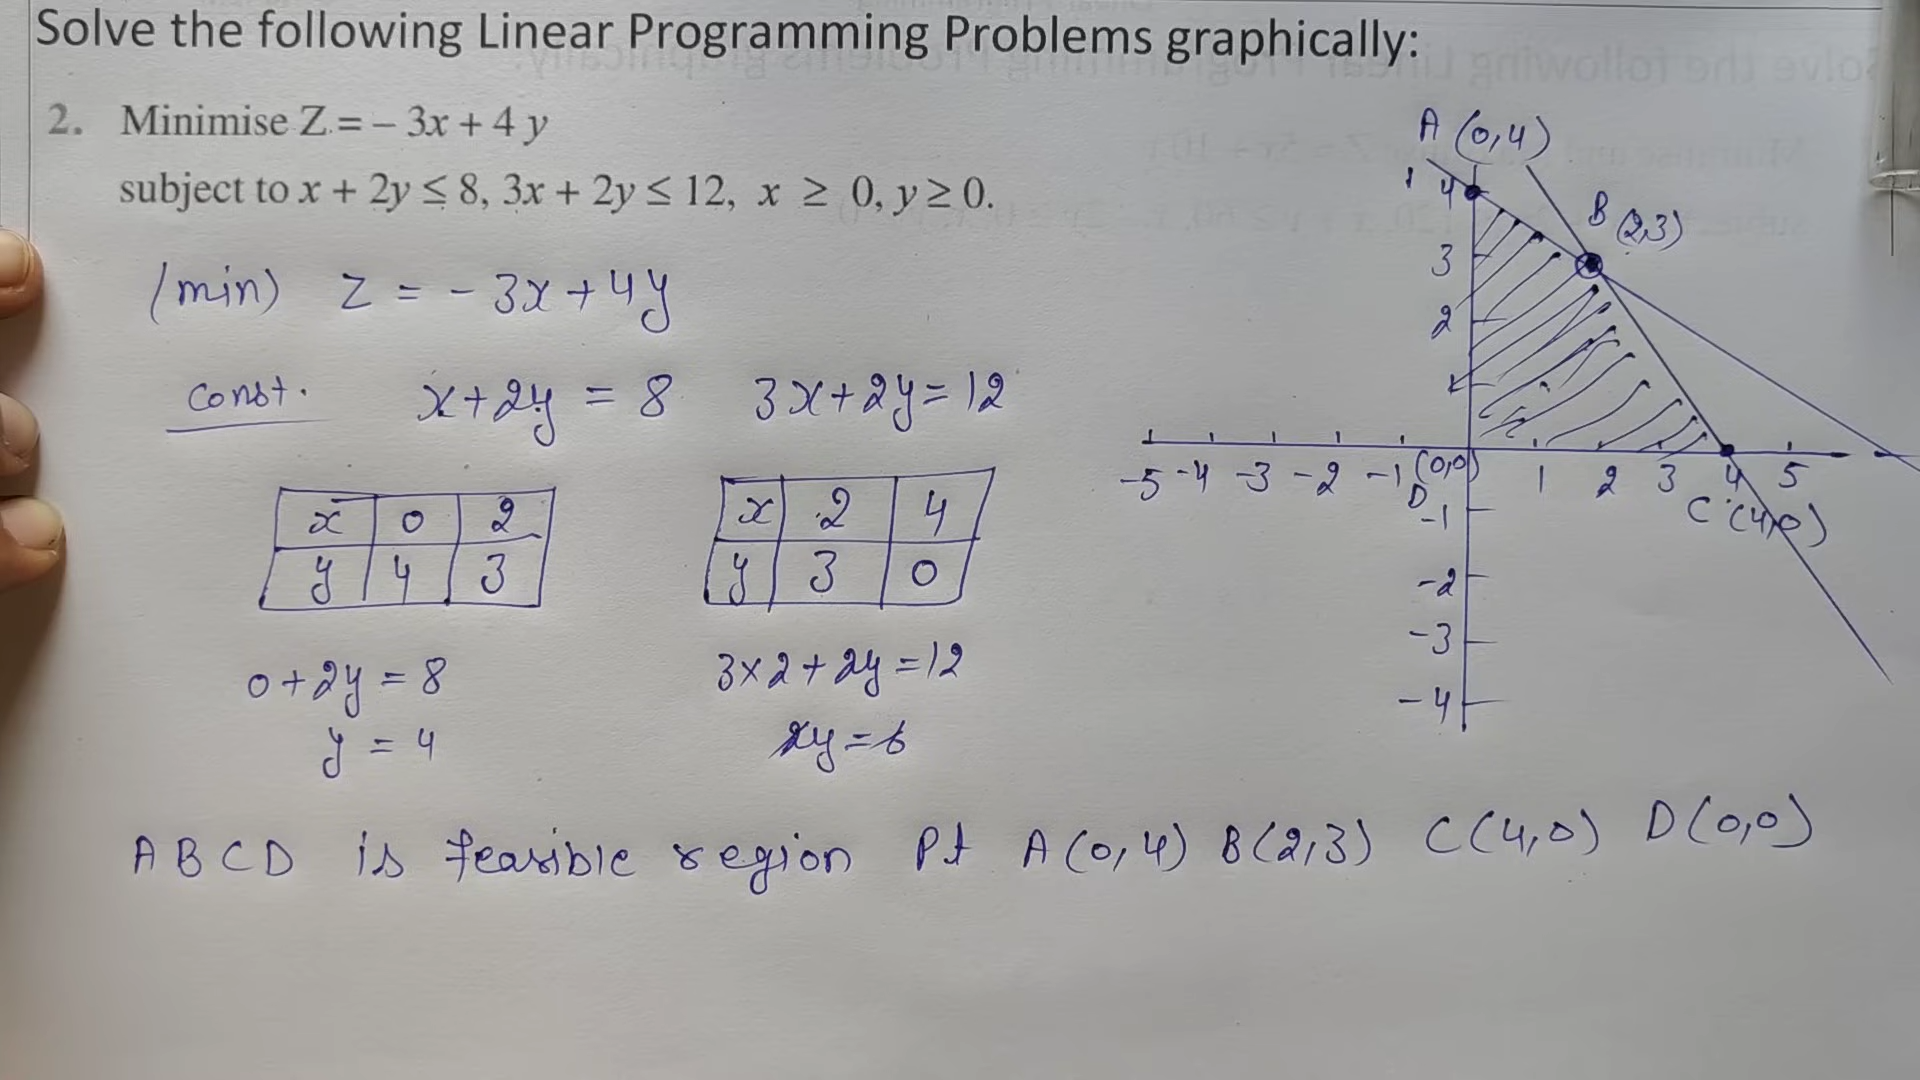 Solve the following Linear Programming Problems graphically:
2. Minimise Z = – 3x + 4 y
subject to x + 2y ≤ 8, 3x + 2y ≤ 12, x ≥ 0, y ≥ 0.
(min) Z = - 3x + 4y
const. x + 2y = 8 3x + 2y = 12
x 0 2
y 4 3
x 2 4
y 3 0
0 + 2y = 8
y = 4
3 × 2 + 2y = 12
2y = 6
A (0,4)
4
B (2,3)
3
2
-5 -4 -3 -2 -1 (0,0) 1 2 3 4 5
D
C (4,0)
-1
-2
-3
-4
A B C D is feasible region Pt A (0,4) B (2,3) C (4,0) D (0,0)